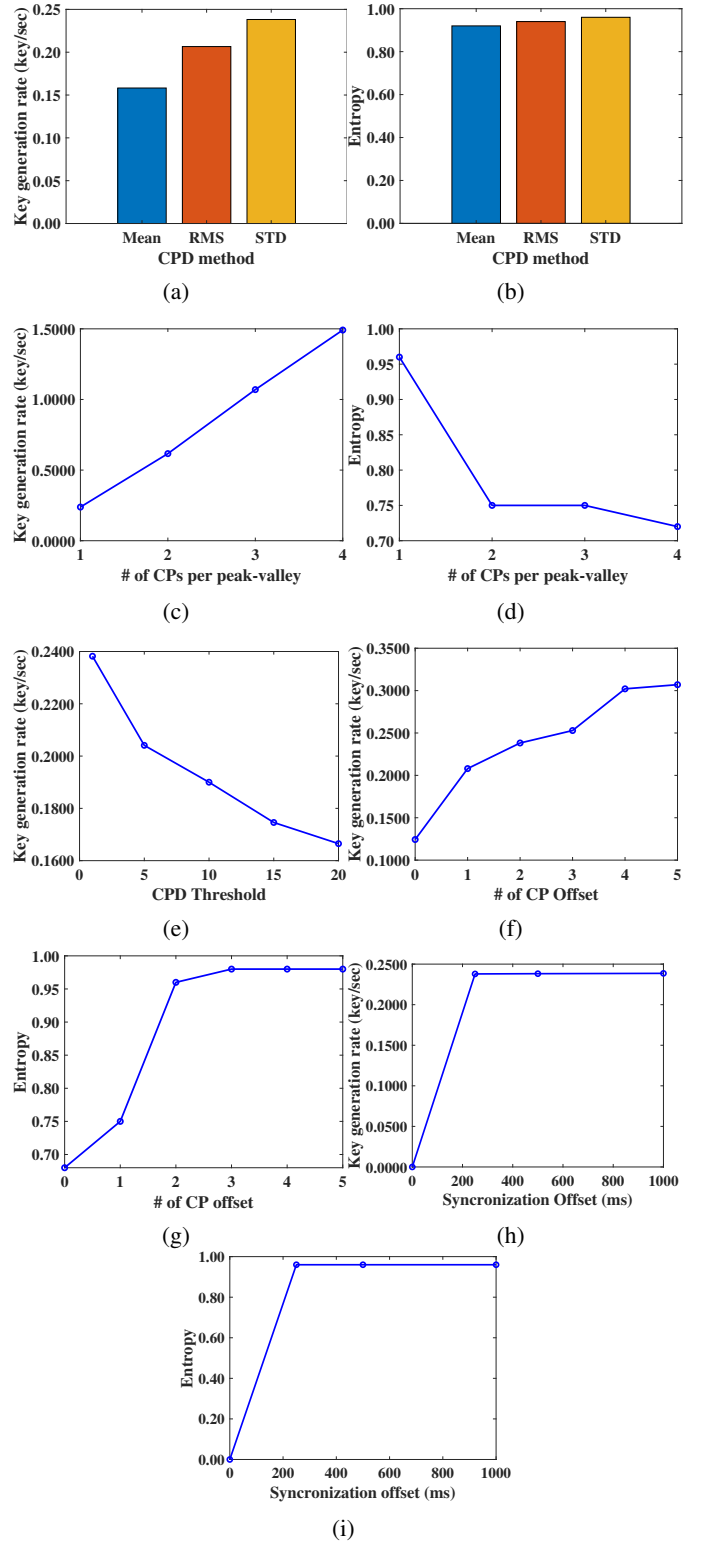 Key generation rate (key/sec)
0.25
0.20
0.15
0.10
0.05
0.00
Mean RMS STD
CPD method
(a)
Entropy
1.00
0.80
0.60
0.40
0.20
0.00
Mean RMS STD
CPD method
(b)
Key generation rate (key/sec)
1.5000
1.0000
0.5000
0.0000
1 2 3 4
# of CPs per peak-valley
(c)
Entropy
1.00
0.95
0.90
0.85
0.80
0.75
0.70
1 2 3 4
# of CPs per peak-valley
(d)
Key generation rate (key/sec)
0.2400
0.2200
0.2000
0.1800
0.1600
0 5 10 15 20
CPD Threshold
(e)
Key generation rate (key/sec)
0.3500
0.3000
0.2500
0.2000
0.1500
0.1000
0 1 2 3 4 5
# of CP Offset
(f)
Entropy
1.00
0.95
0.90
0.85
0.80
0.75
0.70
0 1 2 3 4 5
# of CP offset
(g)
Key generation rate (key/sec)
0.2500
0.2000
0.1500
0.1000
0.0500
0.0000
0 200 400 600 800 1000
Syncronization Offset (ms)
(h)
Entropy
1.00
0.80
0.60
0.40
0.20
0.00
0 200 400 600 800 1000
Syncronization offset (ms)
(i)